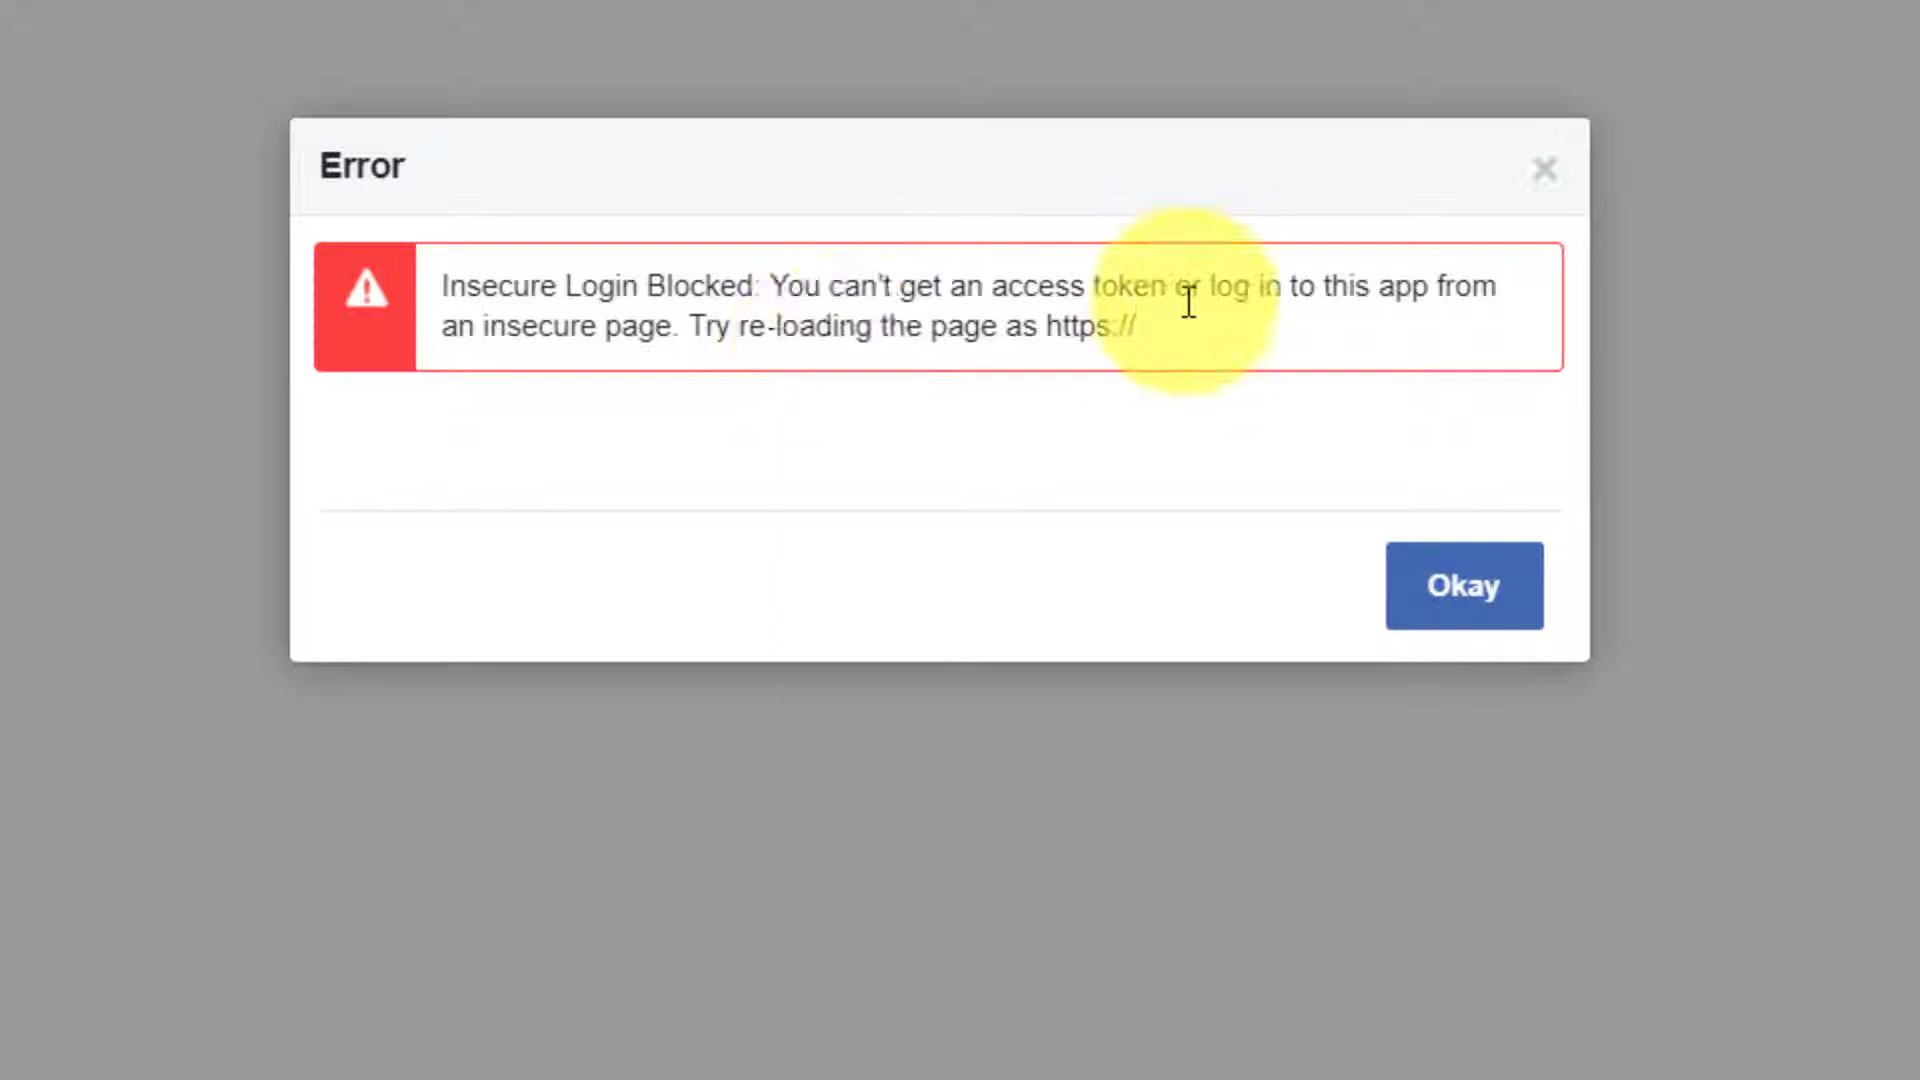 Error
Insecure Login Blocked: You can't get an access token or log in to this app from
an insecure page. Try re-loading the page as https://
Okay